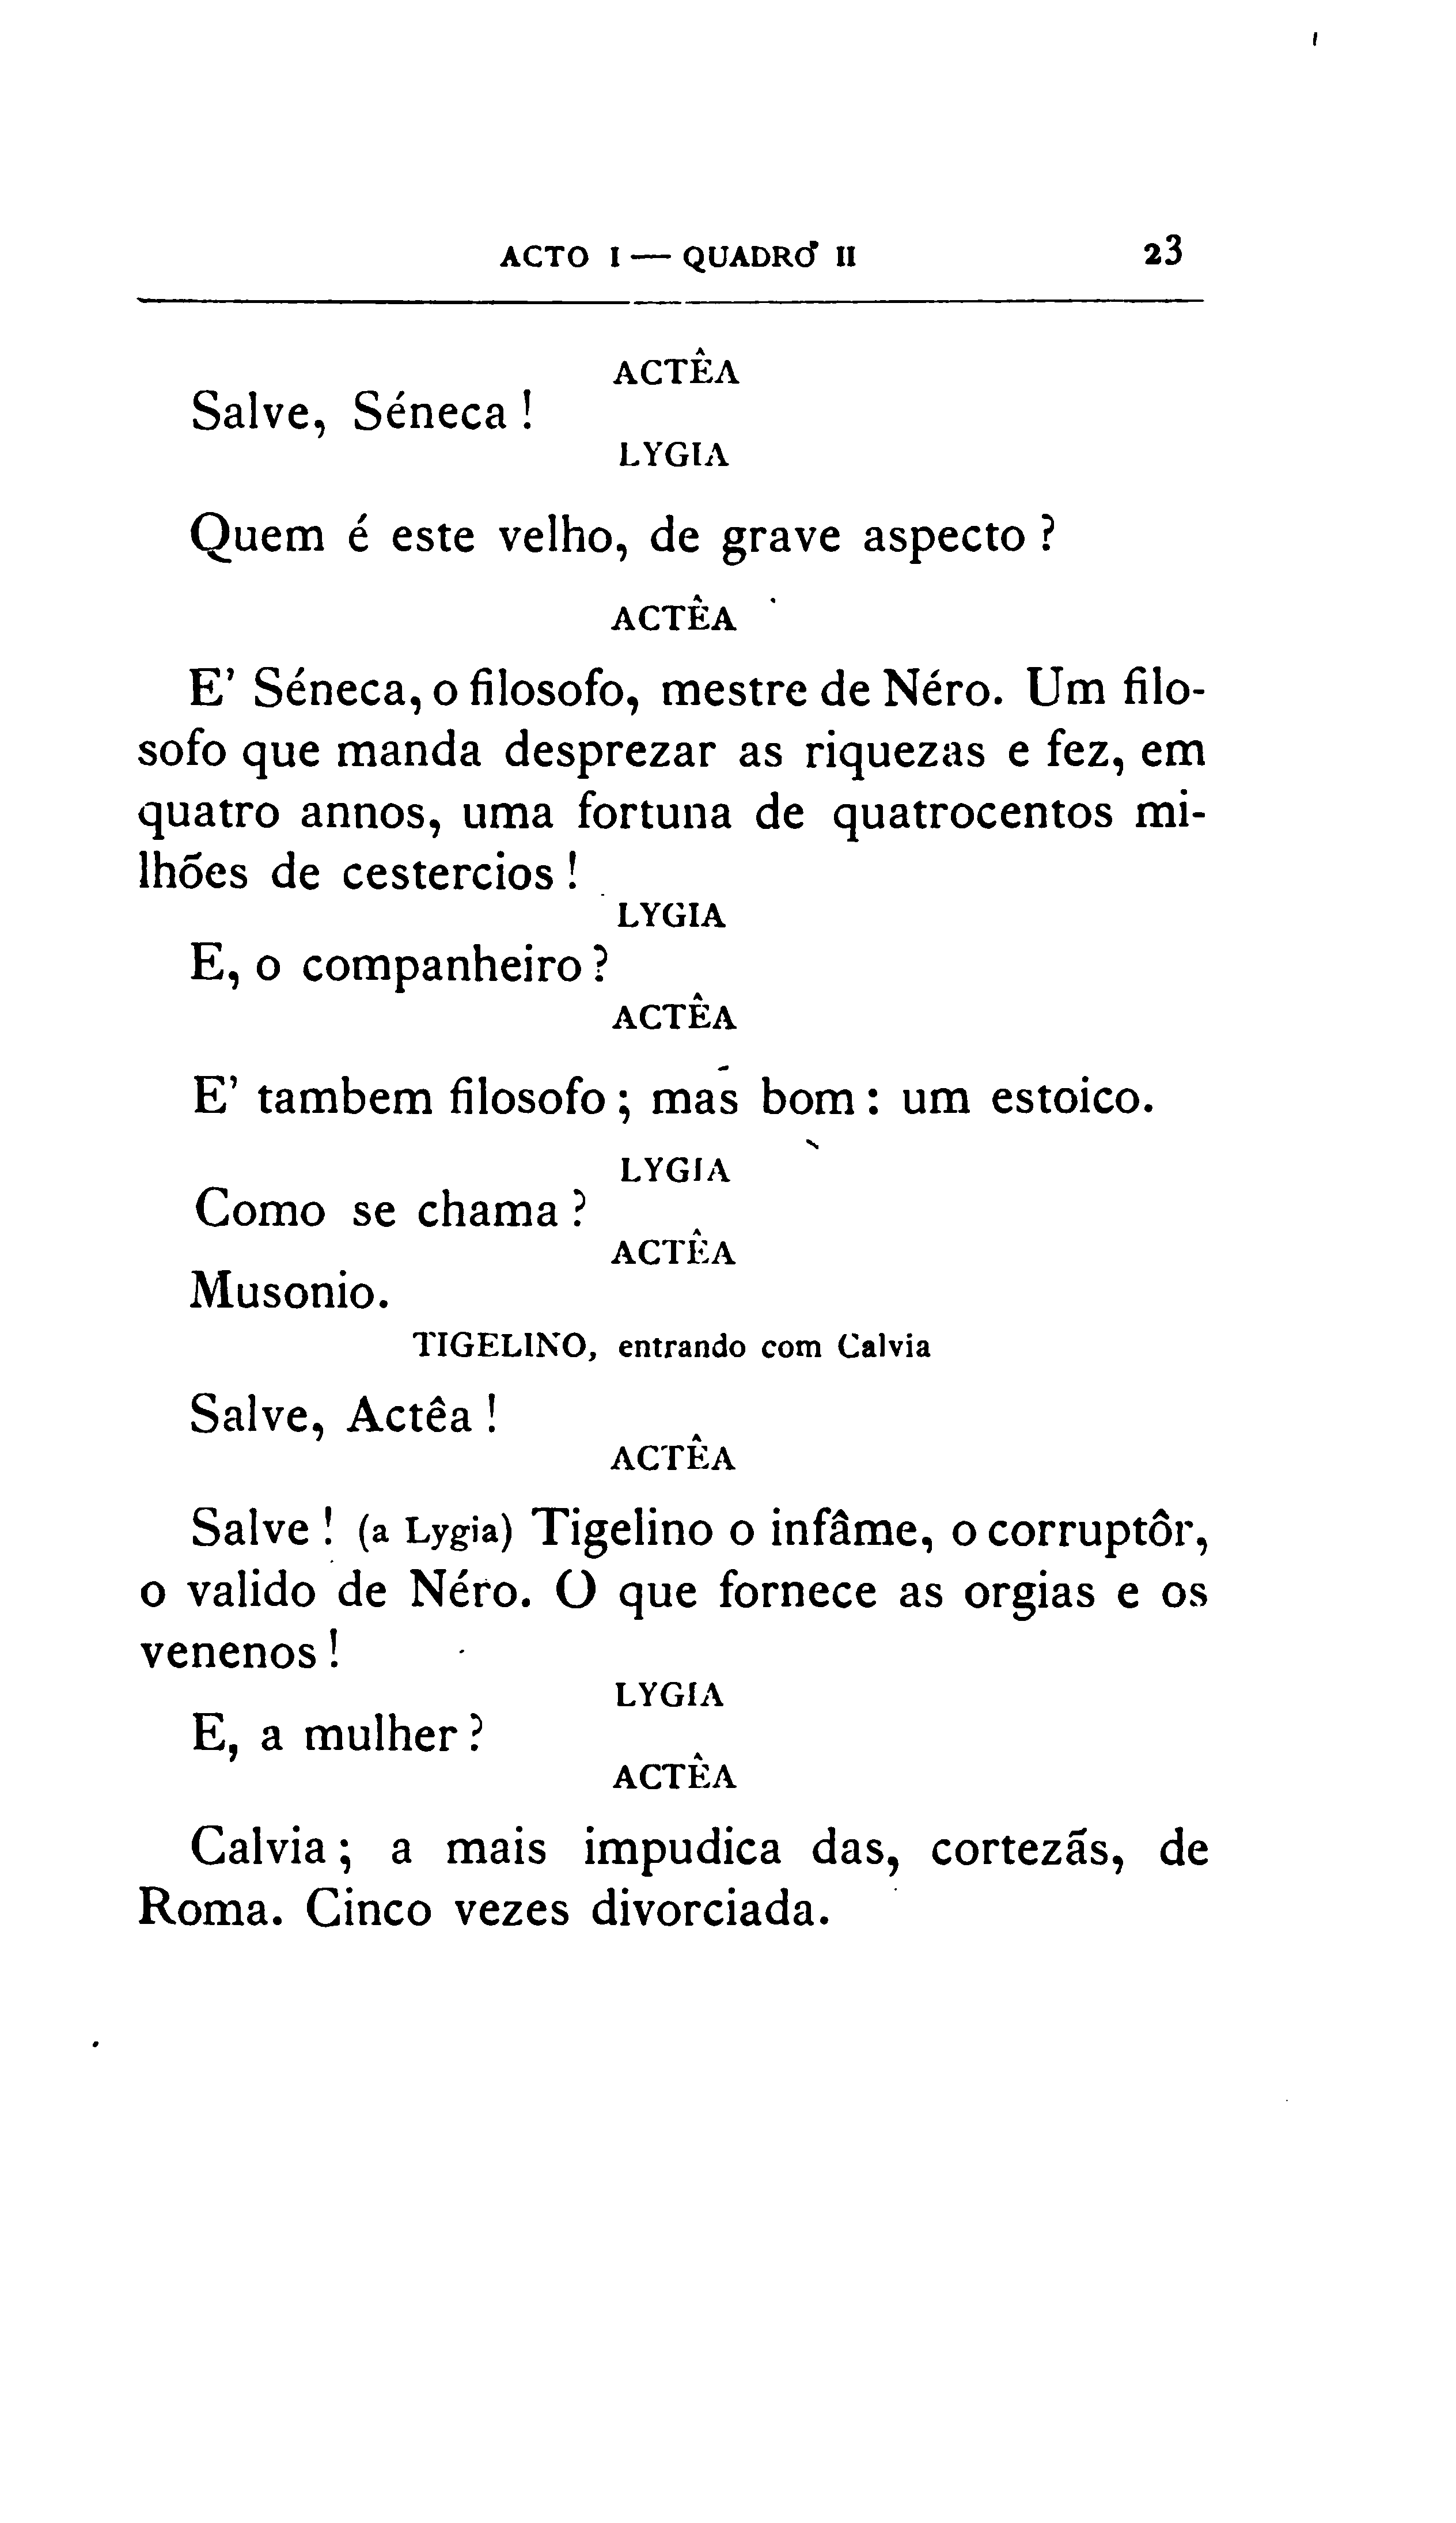 ACTO I — QUADRO II 23
ACTÊA
Salve, Séneca !
LYGIA
Quem é este velho, de grave aspecto ?
ACTÊA
E' Séneca, o filosofo, mestre de Néro. Um filo-
sofo que manda desprezar as riquezas e fez, em
quatro annos, uma fortuna de quatrocentos mi-
lhões de cestercios !
LYGIA
E, o companheiro ?
ACTÊA
E' tambem filosofo ; mas bom : um estoico.
LYGIA
Como se chama ?
ACTÊA
Musonio.
TIGELINO, entrando com Calvia
Salve, Actêa !
ACTÊA
Salve ! (a Lygia) Tigelino o infâme, o corruptôr,
o valido de Néro. O que fornece as orgias e os
venenos !
LYGIA
E, a mulher ?
ACTÊA
Calvia ; a mais impudica das, cortezãs, de
Roma. Cinco vezes divorciada.